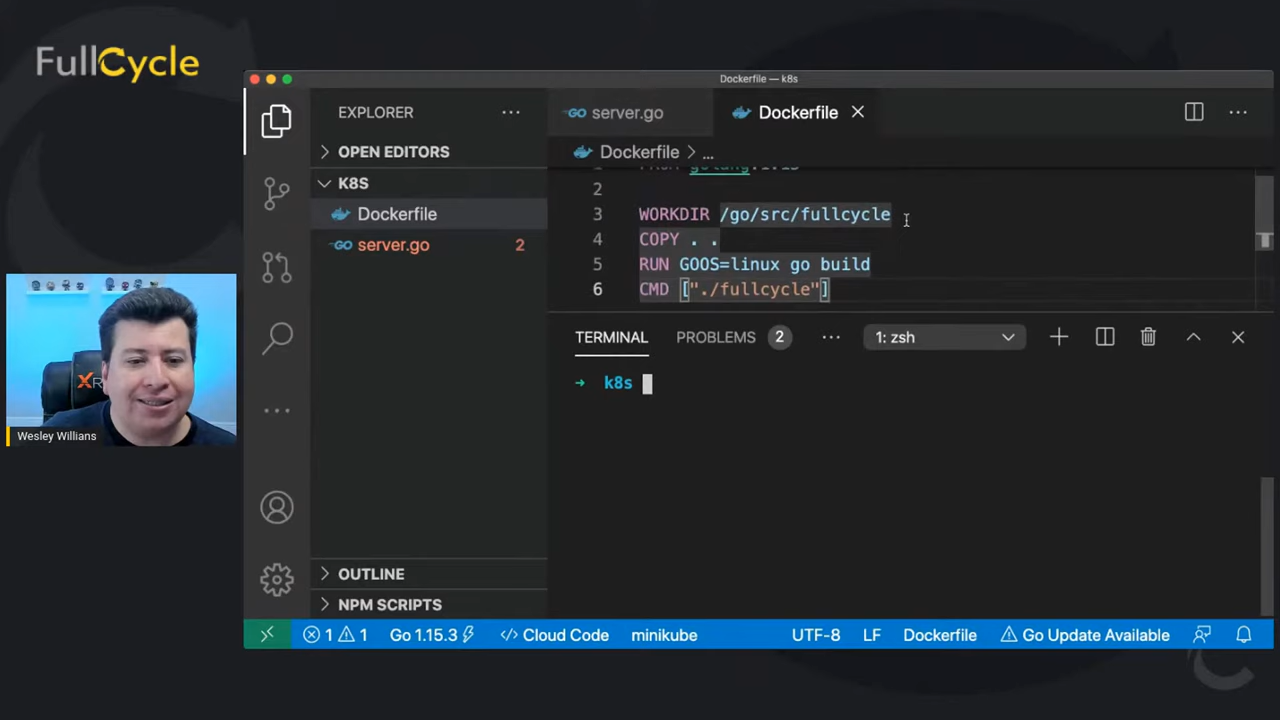 FullCycle
Dockerfile — k8s
EXPLORER
server.go
Dockerfile
OPEN EDITORS
Dockerfile > ...
K8S
Dockerfile
server.go 2
1
2
3 WORKDIR /go/src/fullcycle
4 COPY . .
5 RUN GOOS=linux go build
6 CMD ["./fullcycle"]
TERMINAL PROBLEMS 2 ... 1: zsh
→ k8s
Wesley Willians
OUTLINE
NPM SCRIPTS
1 1 Go 1.15.3 Cloud Code minikube UTF-8 LF Dockerfile Go Update Available